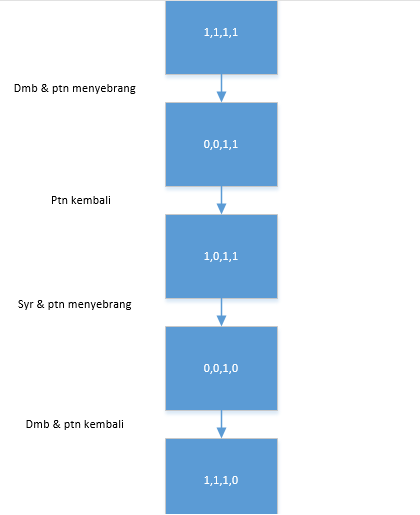 1,1,1,1
Dmb & ptn menyebrang
0,0,1,1
Ptn kembali
1,0,1,1
Syr & ptn menyebrang
0,0,1,0
Dmb & ptn kembali
1,1,1,0